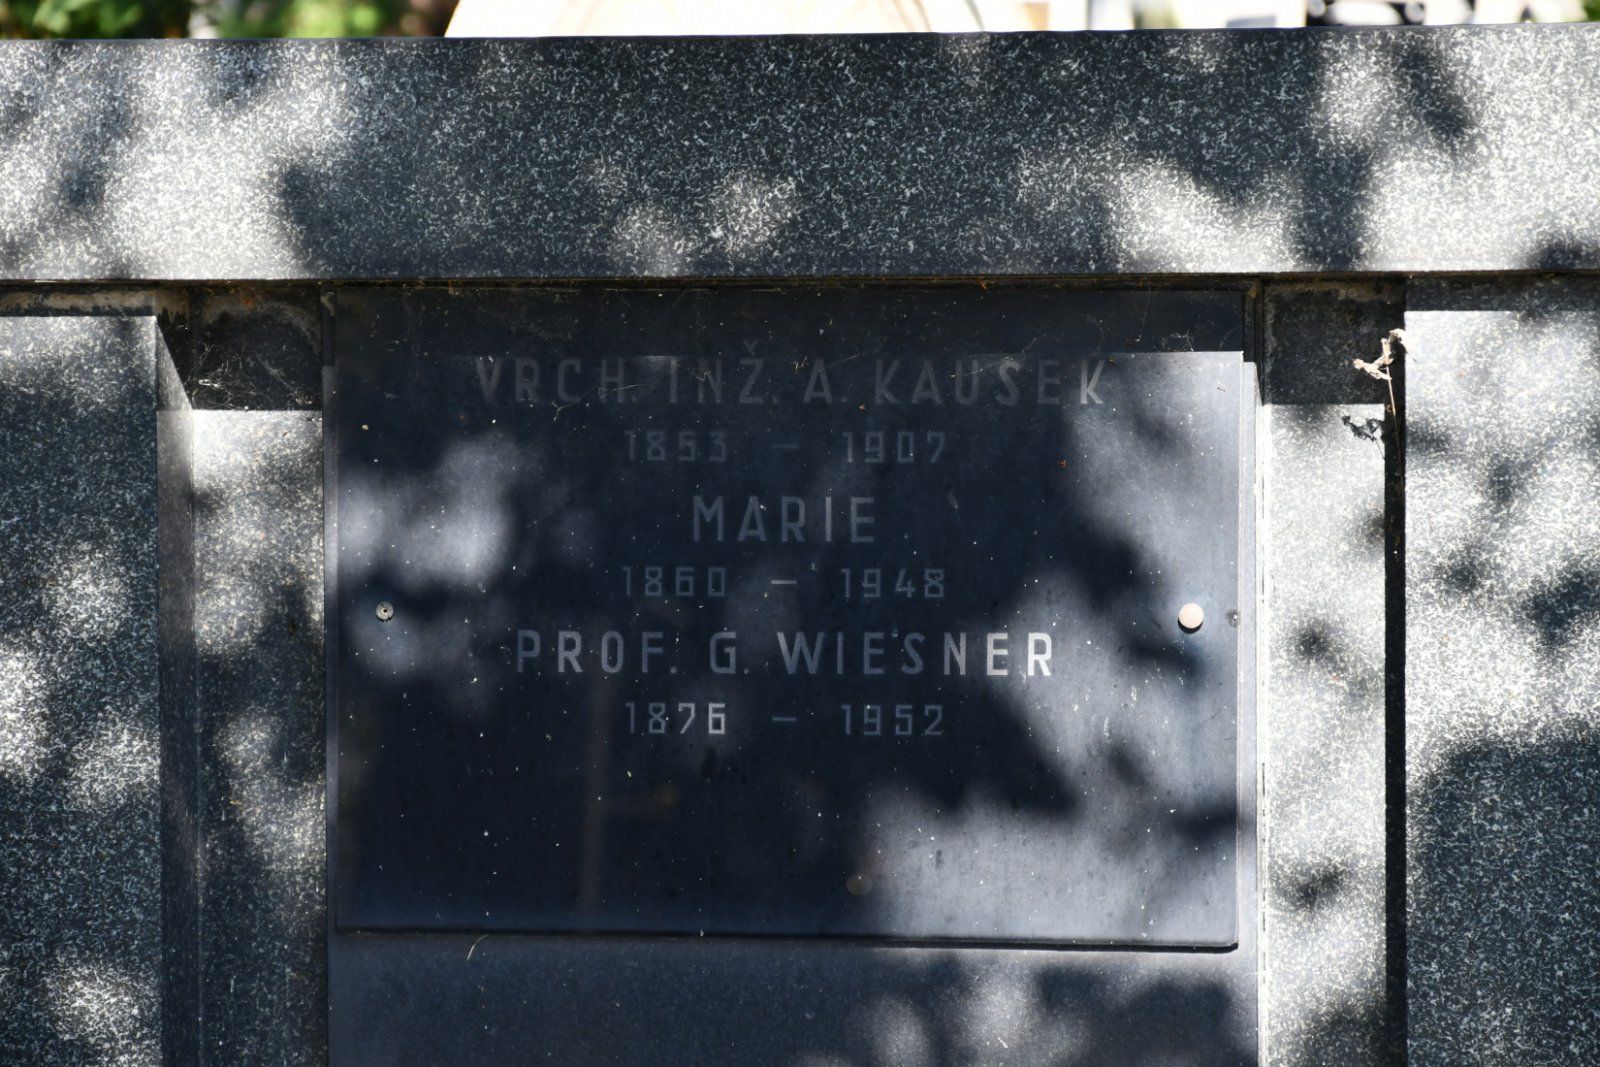 VRCH. INŽ. A. KAUSEK
1853 – 1907
MARIE
1860 – 1948
PROF. G. WIESNER
1876 – 1952